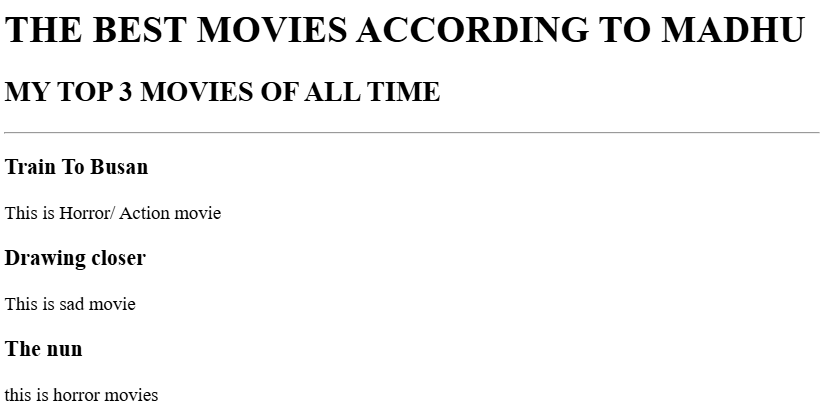 THE BEST MOVIES ACCORDING TO MADHU
MY TOP 3 MOVIES OF ALL TIME
Train To Busan
This is Horror/ Action movie
Drawing closer
This is sad movie
The nun
this is horror movies